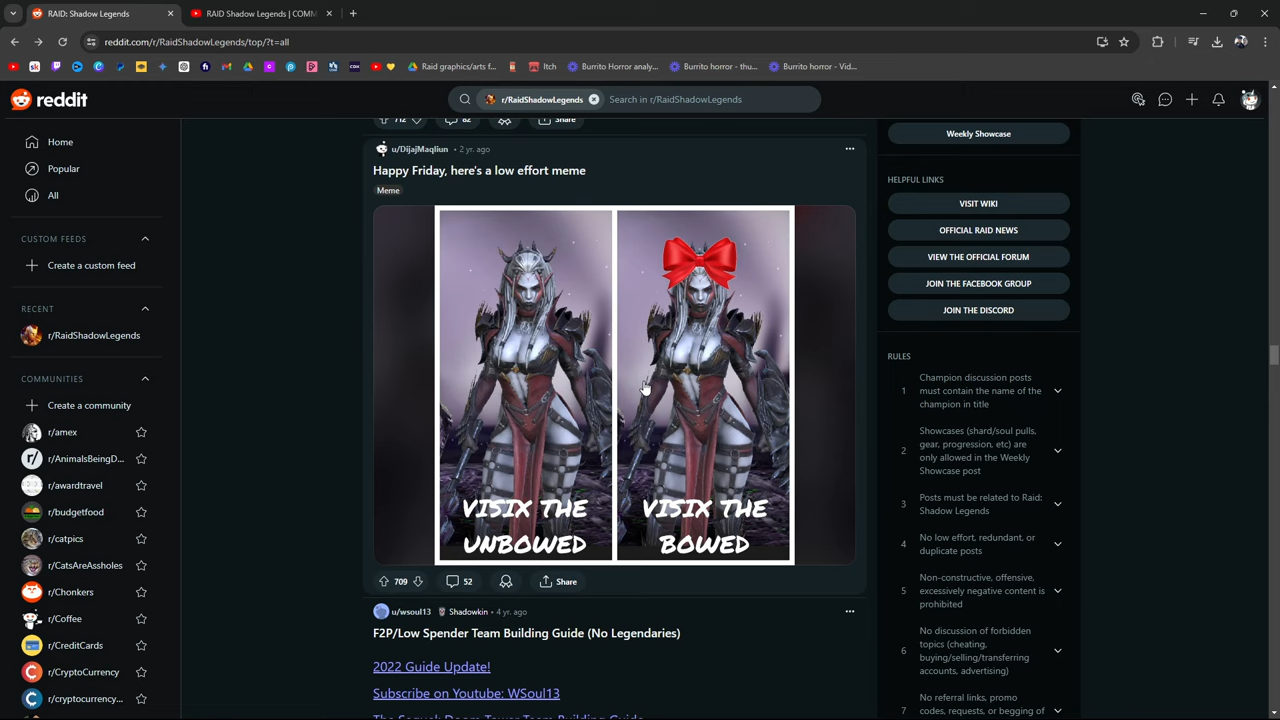 RAID: Shadow Legends
RAID Shadow Legends | COMM
reddit.com/r/RaidShadowLegends/top/?t=all
Raid graphics/arts f...
Itch
Burrito Horror analy...
Burrito horror - thu...
Burrito horror - Vid...
reddit
r/RaidShadowLegends
Search in r/RaidShadowLegends
Home
Popular
All
CUSTOM FEEDS
Create a custom feed
RECENT
r/RaidShadowLegends
COMMUNITIES
Create a community
r/amex
r/AnimalsBeingD...
r/awardtravel
r/budgetfood
r/catpics
r/CatsAreAssholes
r/Chonkers
r/Coffee
r/CreditCards
r/CryptoCurrency
r/cryptocurrency...
712 82 Share
u/DijajMaqliun • 2 yr. ago
Happy Friday, here's a low effort meme
Meme
VISIX THE
UNBOWED
VISIX THE
BOWED
709 52 Share
u/wsoul13 Shadowkin • 4 yr. ago
F2P/Low Spender Team Building Guide (No Legendaries)
2022 Guide Update!
Subscribe on Youtube: WSoul13
The Sequel: Doom Tower Team Building Guide
Weekly Showcase
HELPFUL LINKS
VISIT WIKI
OFFICIAL RAID NEWS
VIEW THE OFFICIAL FORUM
JOIN THE FACEBOOK GROUP
JOIN THE DISCORD
RULES
1 Champion discussion posts
must contain the name of the
champion in title
2 Showcases (shard/soul pulls,
gear, progression, etc) are
only allowed in the Weekly
Showcase post
3 Posts must be related to Raid:
Shadow Legends
4 No low effort, redundant, or
duplicate posts
5 Non-constructive, offensive,
excessively negative content is
prohibited
6 No discussion of forbidden
topics (cheating,
buying/selling/transferring
accounts, advertising)
7 No referral links, promo
codes, requests, or begging of